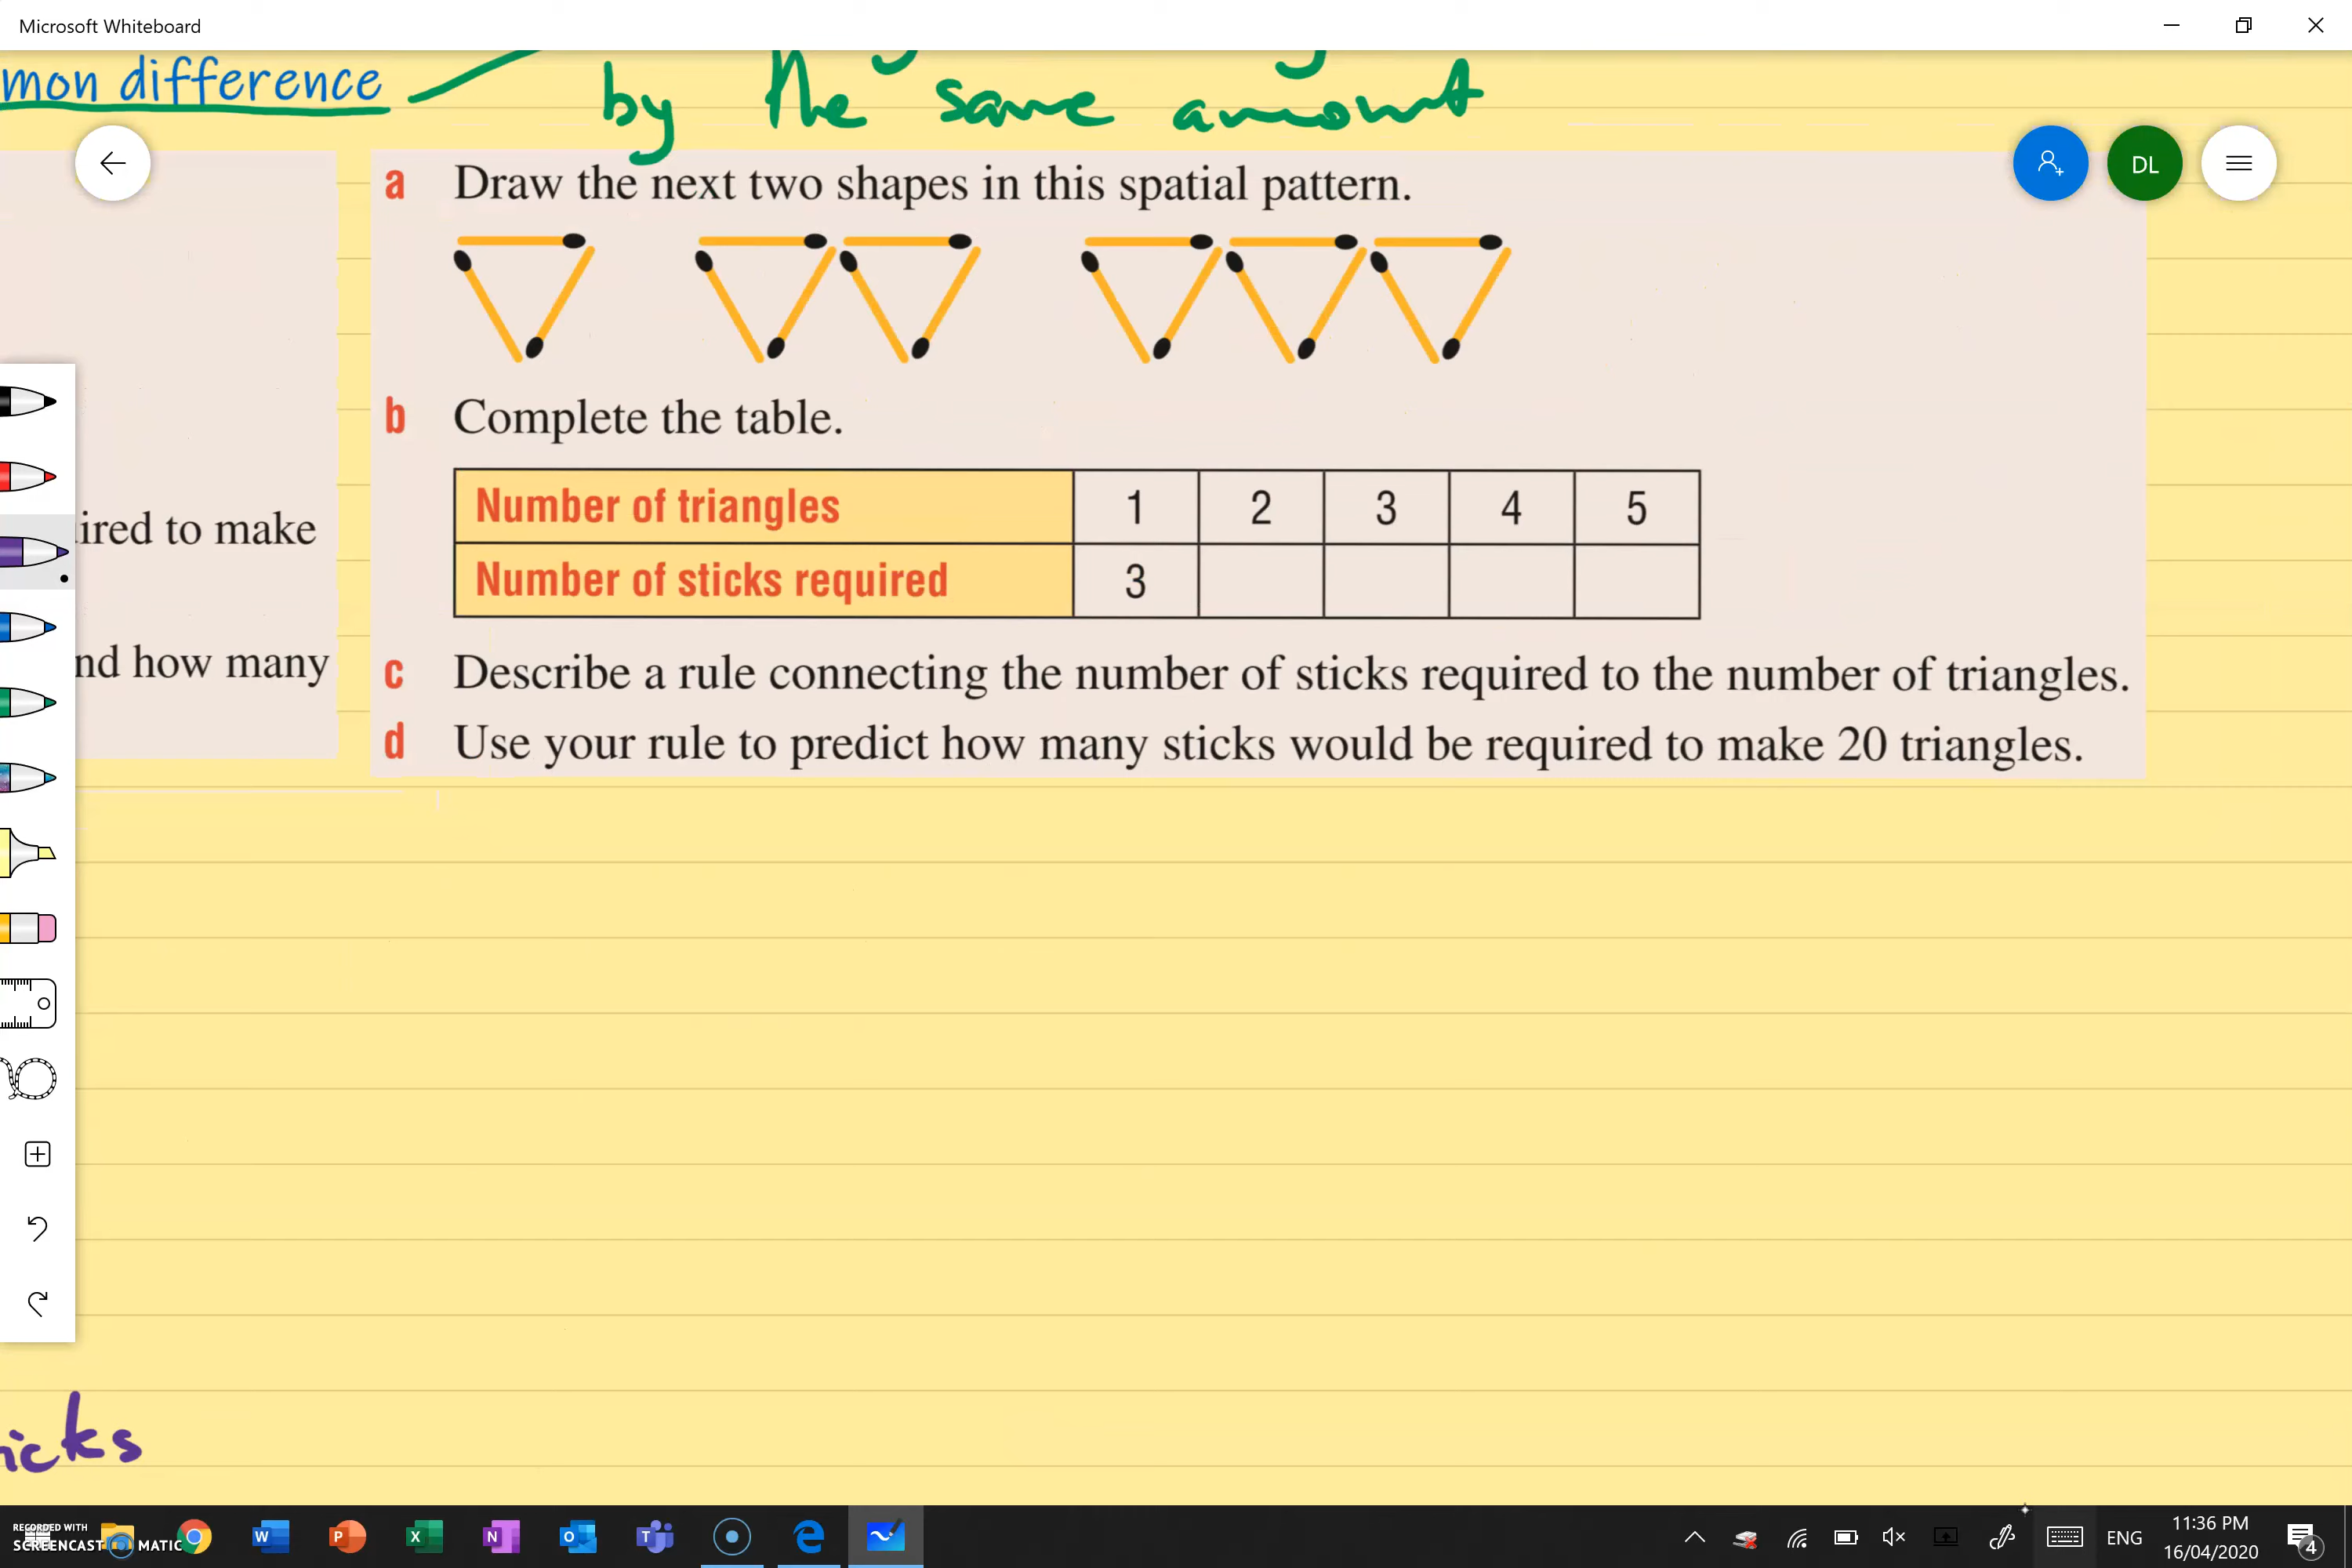 Microsoft Whiteboard
mon difference
by the same amount
DL
a Draw the next two shapes in this spatial pattern.
b Complete the table.
Number of triangles 1 2 3 4 5
Number of sticks required 3
ired to make
nd how many
c Describe a rule connecting the number of sticks required to the number of triangles.
d Use your rule to predict how many sticks would be required to make 20 triangles.
icks
RECORDED WITH
SCREENCAST MATIC
W P X N O T
ENG
11:36 PM
16/04/2020
4